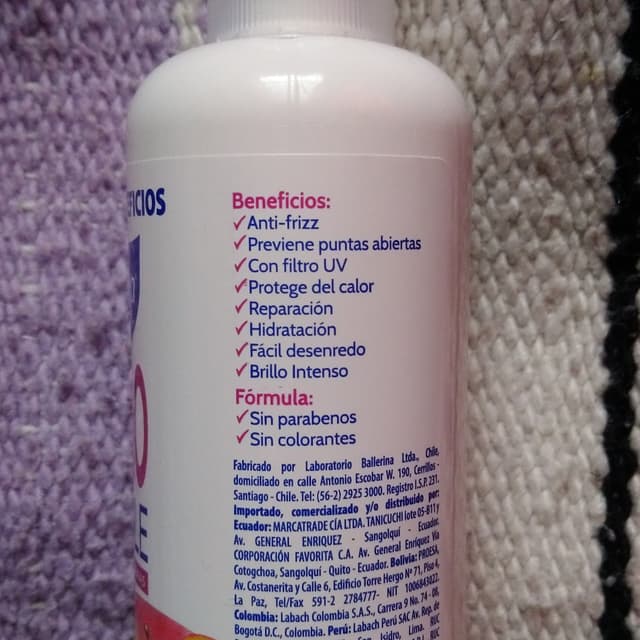 Beneficios:
✓Anti-frizz
✓Previene puntas abiertas
✓Con filtro UV
✓Protege del calor
✓Reparación
✓Hidratación
✓Fácil desenredo
✓Brillo Intenso
Fórmula:
✓Sin parabenos
✓Sin colorantes
Fabricado por Laboratorio Ballerina Ltda., Chile,
domiciliado en calle Antonio Escobar W. 190, Cerrillos -
Santiago - Chile. Tel: (56-2) 2925 3000. Registro I.S.P. 231.
Importado, comercializado y/o distribuido por:
Ecuador: MARCATRADE CÍA LTDA. TANICUCHI lote 05-811 y
Av. GENERAL ENRIQUEZ - Sangolquí - Ecuador.
CORPORACIÓN FAVORITA C.A. Av. General Enríquez Vía
Cotogchoa, Sangolquí - Quito - Ecuador. Bolivia: PROESA,
Av. Costanerita y Calle 6, Edificio Torre Hergo N° 71, Piso 4,
La Paz, Tel/Fax 591-2 2784777- NIT 1006943022.
Colombia: Labach Colombia S.A.S., Carrera 9 No. 74 - 08,
Bogotá D.C., Colombia. Perú: Labach Perú SAC Av. Rep. de
San Isidro, Lima. RUC